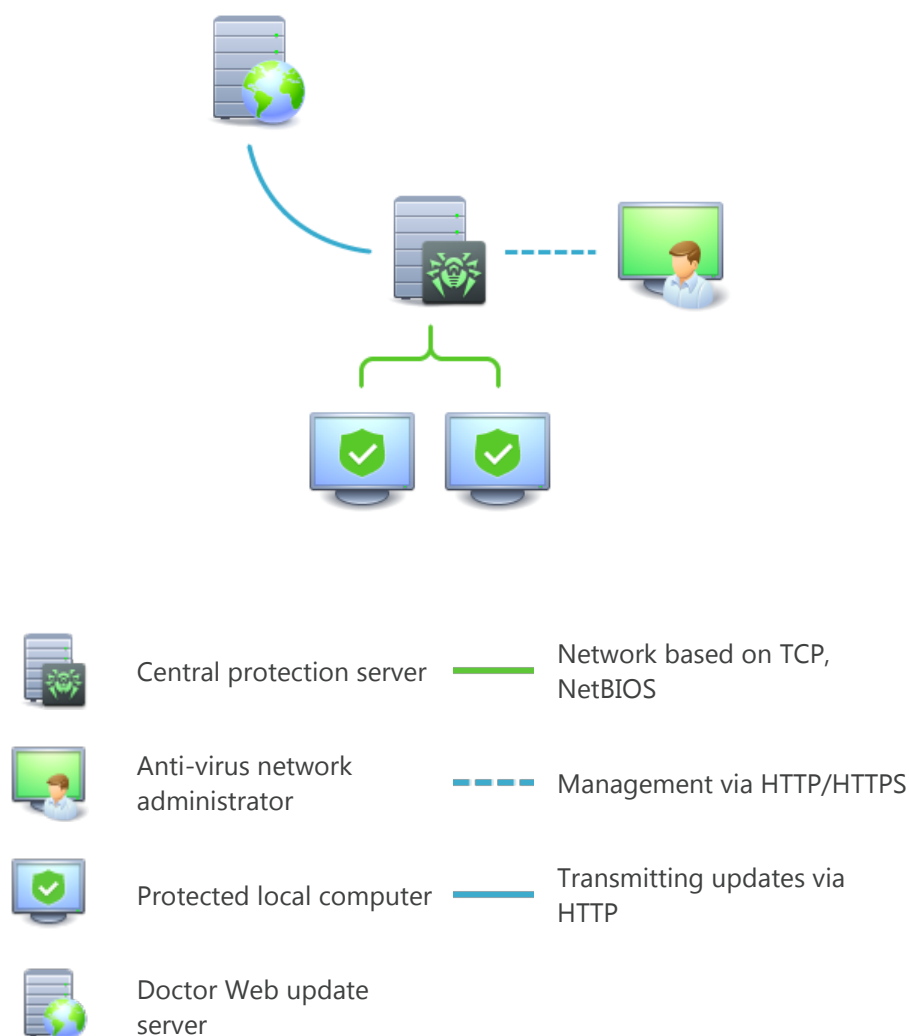 Central protection server
Network based on TCP,
NetBIOS
Anti-virus network
administrator
Management via HTTP/HTTPS
Protected local computer
Transmitting updates via
HTTP
Doctor Web update
server